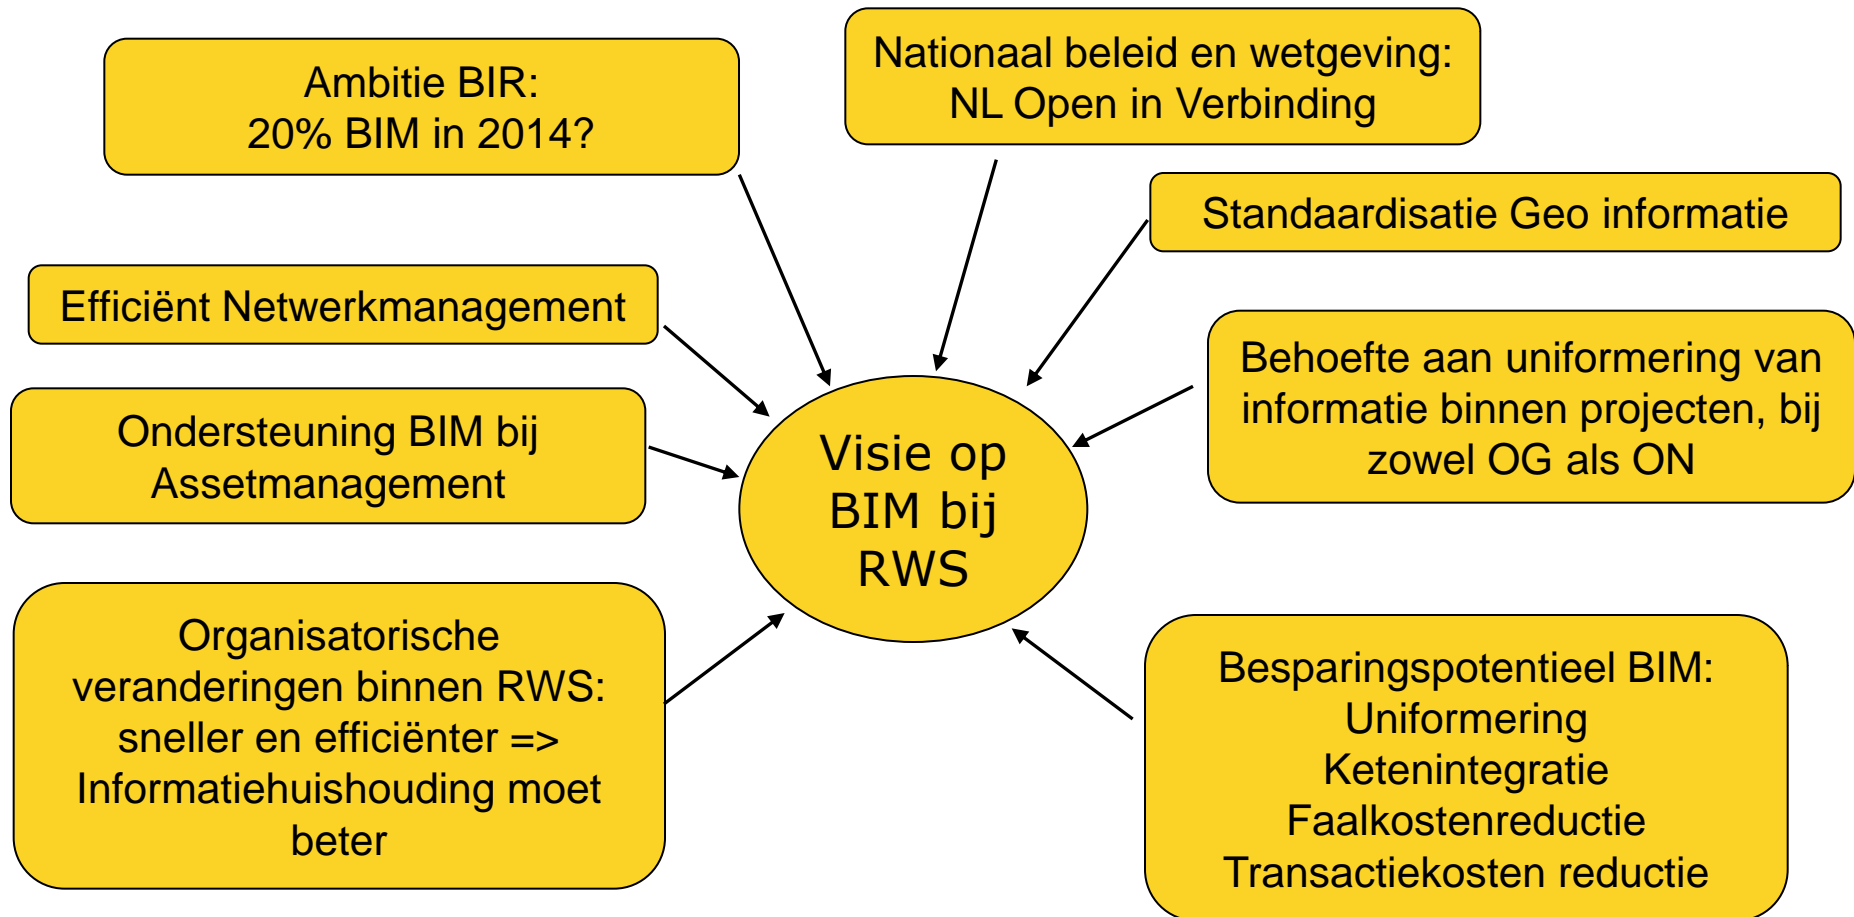 Ambitie BIR:
20% BIM in 2014?
Nationaal beleid en wetgeving:
NL Open in Verbinding
Standaardisatie Geo informatie
Efficiënt Netwerkmanagement
Behoefte aan uniformering van
informatie binnen projecten, bij
zowel OG als ON
Ondersteuning BIM bij
Assetmanagement
Visie op
BIM bij
RWS
Organisatorische
veranderingen binnen RWS:
sneller en efficiënter =>
Informatiehuishouding moet
beter
Besparingspotentieel BIM:
Uniformering
Ketenintegratie
Faalkostenreductie
Transactiekosten reductie